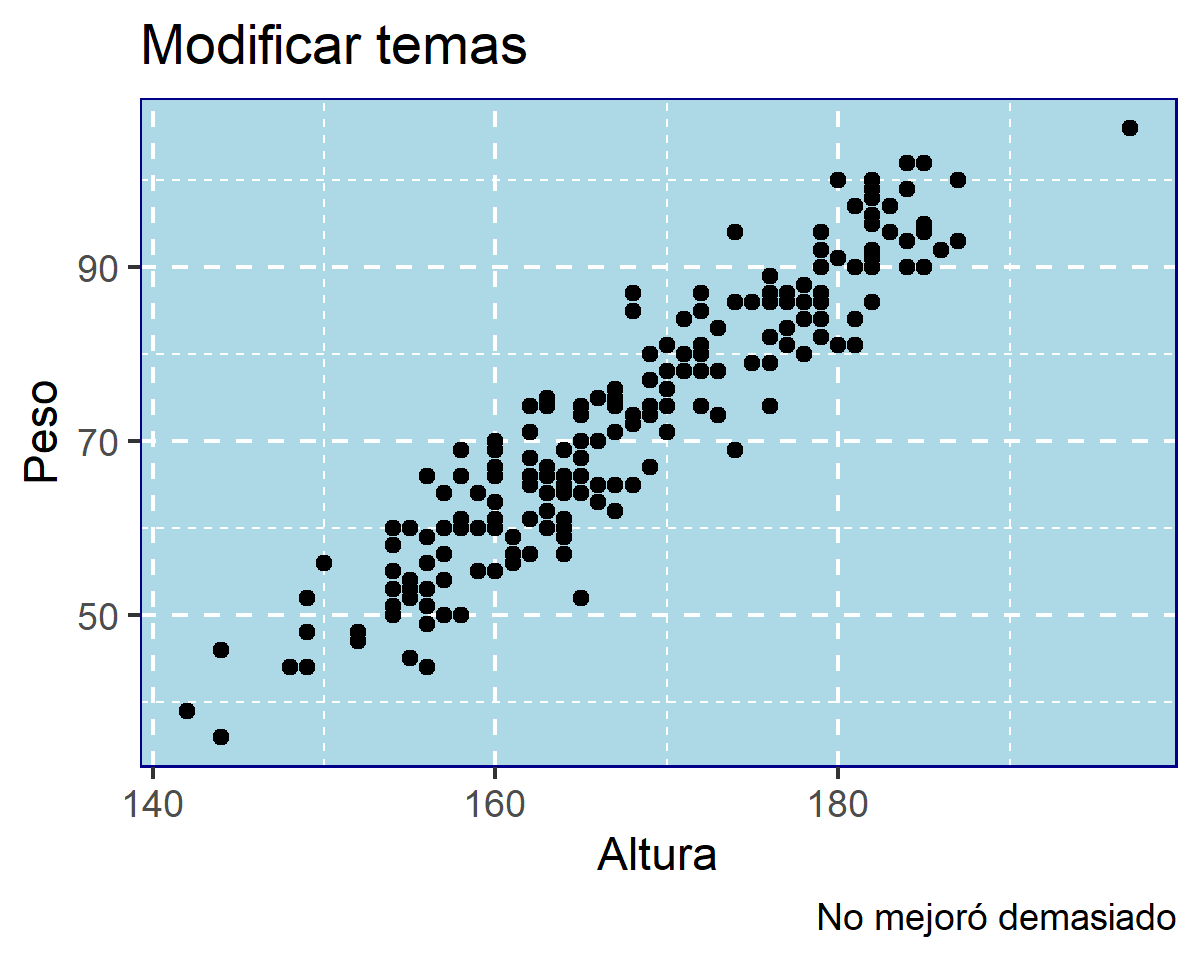 Modificar temas
90
70
50
Peso
140 160 180
Altura
No mejoró demasiado